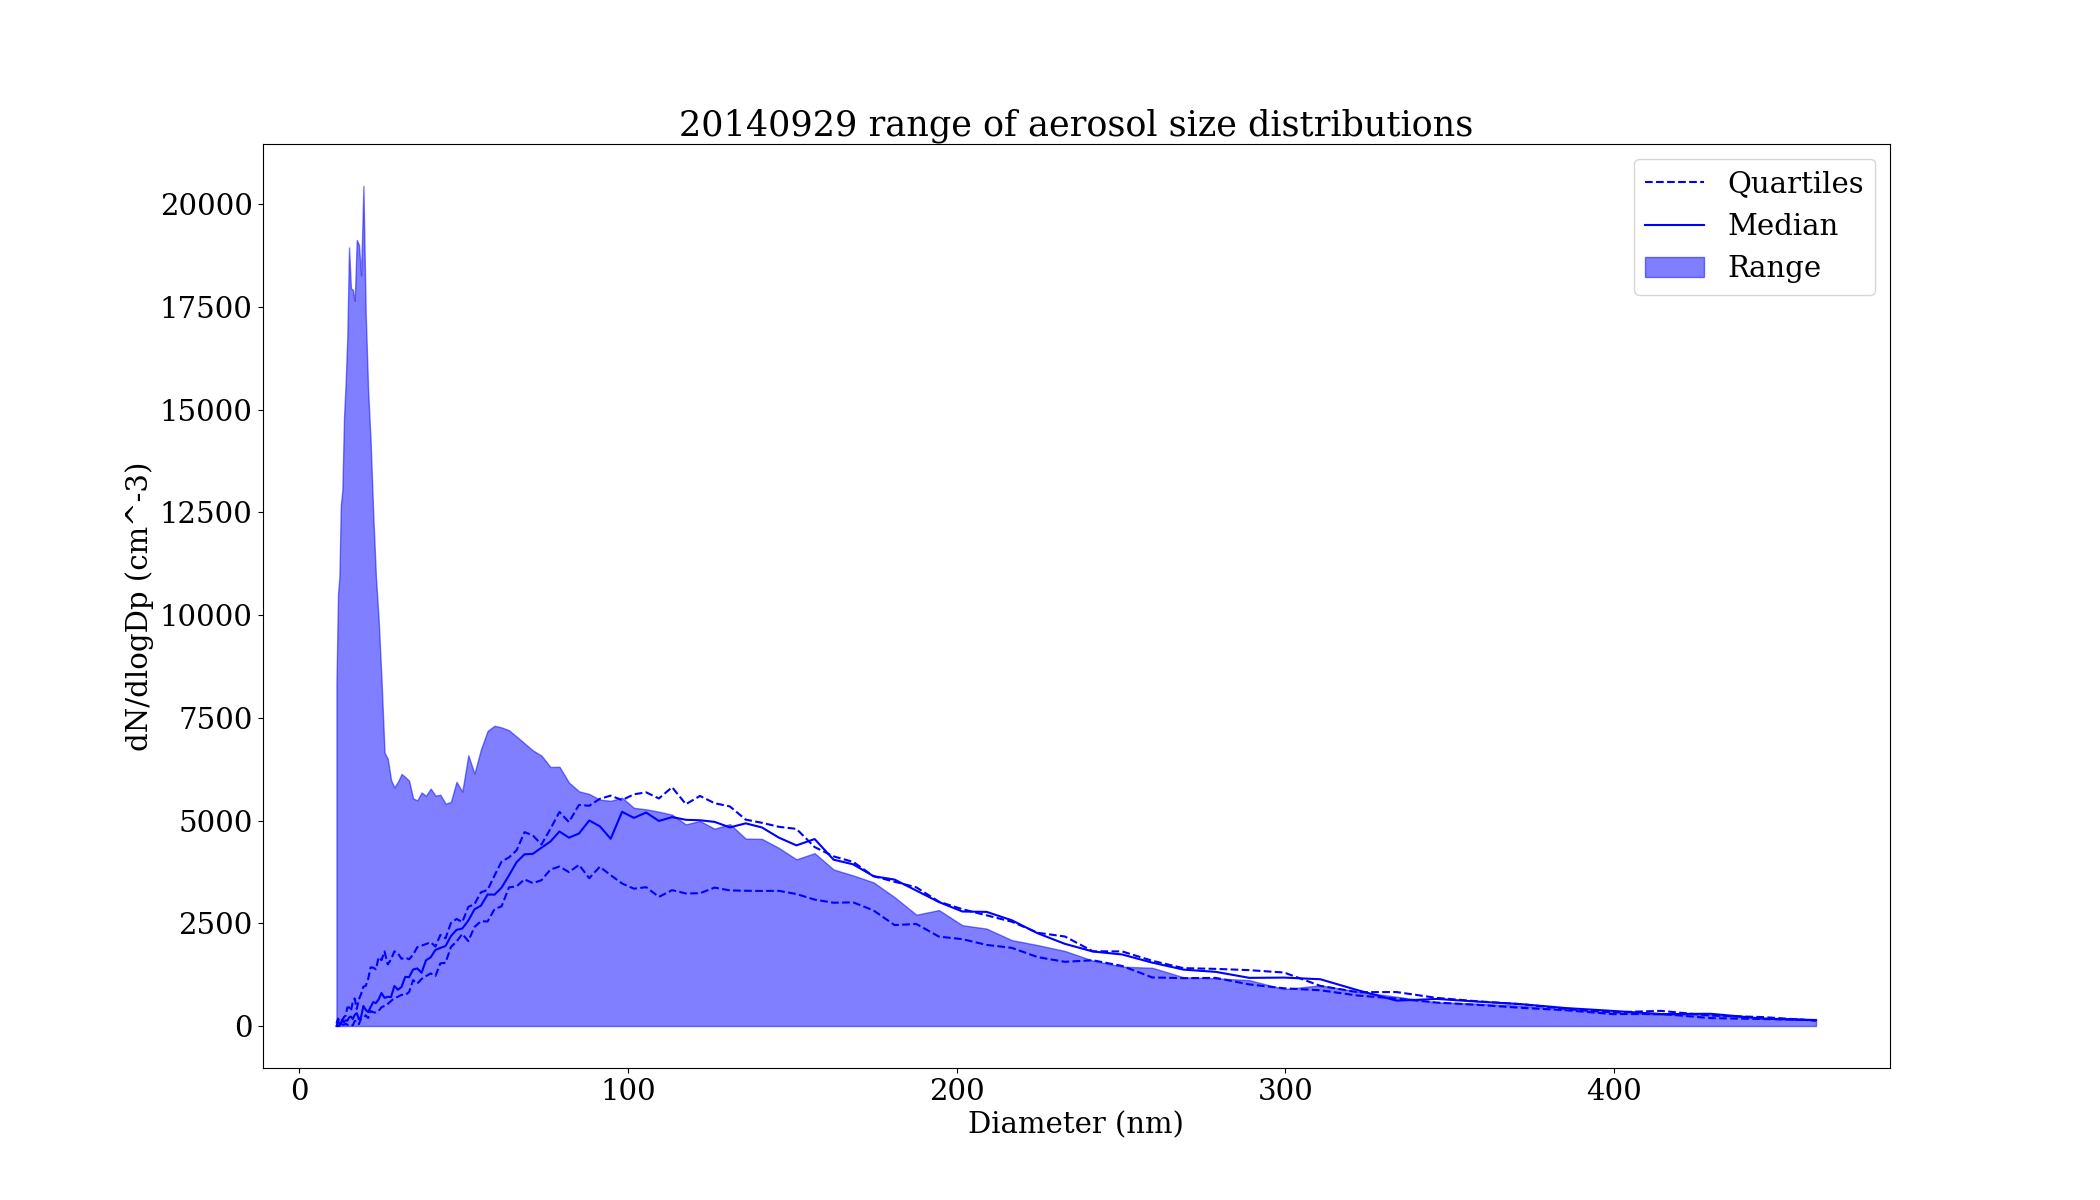 20140929 range of aerosol size distributions
Quartiles
Median
Range
20000
17500
15000
12500
10000
7500
5000
2500
0
dN/dlogDp (cm^-3)
0 100 200 300 400
Diameter (nm)